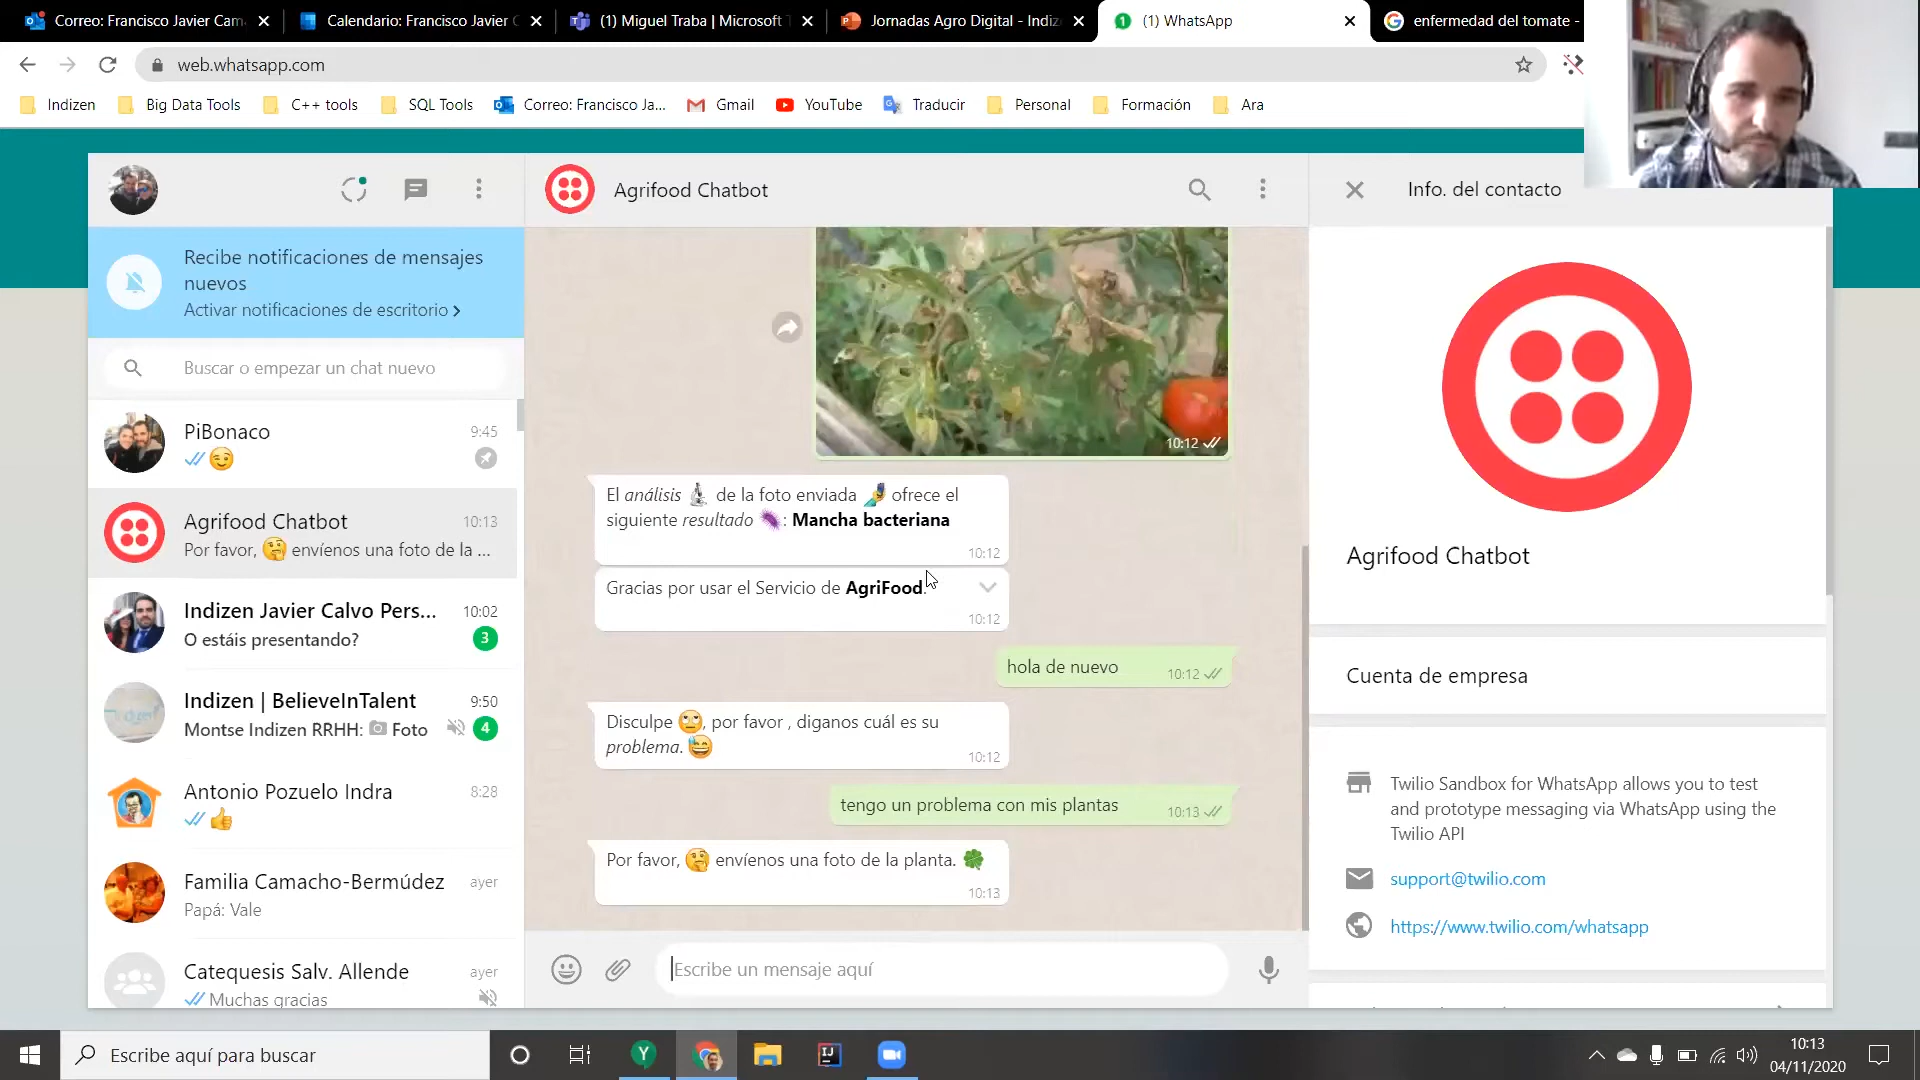 Correo: Francisco Javier Cam
Calendario: Francisco Javier C
(1) Miguel Traba | Microsoft T
Jornadas Agro Digital - Indiz
(1) WhatsApp
enfermedad del tomate -
web.whatsapp.com
Indizen
Big Data Tools
C++ tools
SQL Tools
Correo: Francisco Ja...
Gmail
YouTube
Traducir
Personal
Formación
Ara
Recibe notificaciones de mensajes
nuevos
Activar notificaciones de escritorio >
Buscar o empezar un chat nuevo
PiBonaco
9:45
Agrifood Chatbot
10:13
Por favor, 🤔 envíenos una foto de la ...
Indizen Javier Calvo Pers...
10:02
O estáis presentando?
3
Indizen | BelieveInTalent
9:50
Montse Indizen RRHH: Foto
4
Antonio Pozuelo Indra
8:28
Familia Camacho-Bermúdez
ayer
Papá: Vale
Catequesis Salv. Allende
ayer
Muchas gracias
Agrifood Chatbot
10:12
El análisis 🔬 de la foto enviada 🤳 ofrece el
siguiente resultado 🦠: Mancha bacteriana
10:12
Gracias por usar el Servicio de AgriFood.
10:12
hola de nuevo
10:12
Disculpe 🙄, por favor , diganos cuál es su
problema. 😅
10:12
tengo un problema con mis plantas
10:13
Por favor, 🤔 envíenos una foto de la planta. 🍀
10:13
Escribe un mensaje aquí
Info. del contacto
Agrifood Chatbot
Cuenta de empresa
Twilio Sandbox for WhatsApp allows you to test
and prototype messaging via WhatsApp using the
Twilio API
support@twilio.com
https://www.twilio.com/whatsapp
Escribe aquí para buscar
10:13
04/11/2020